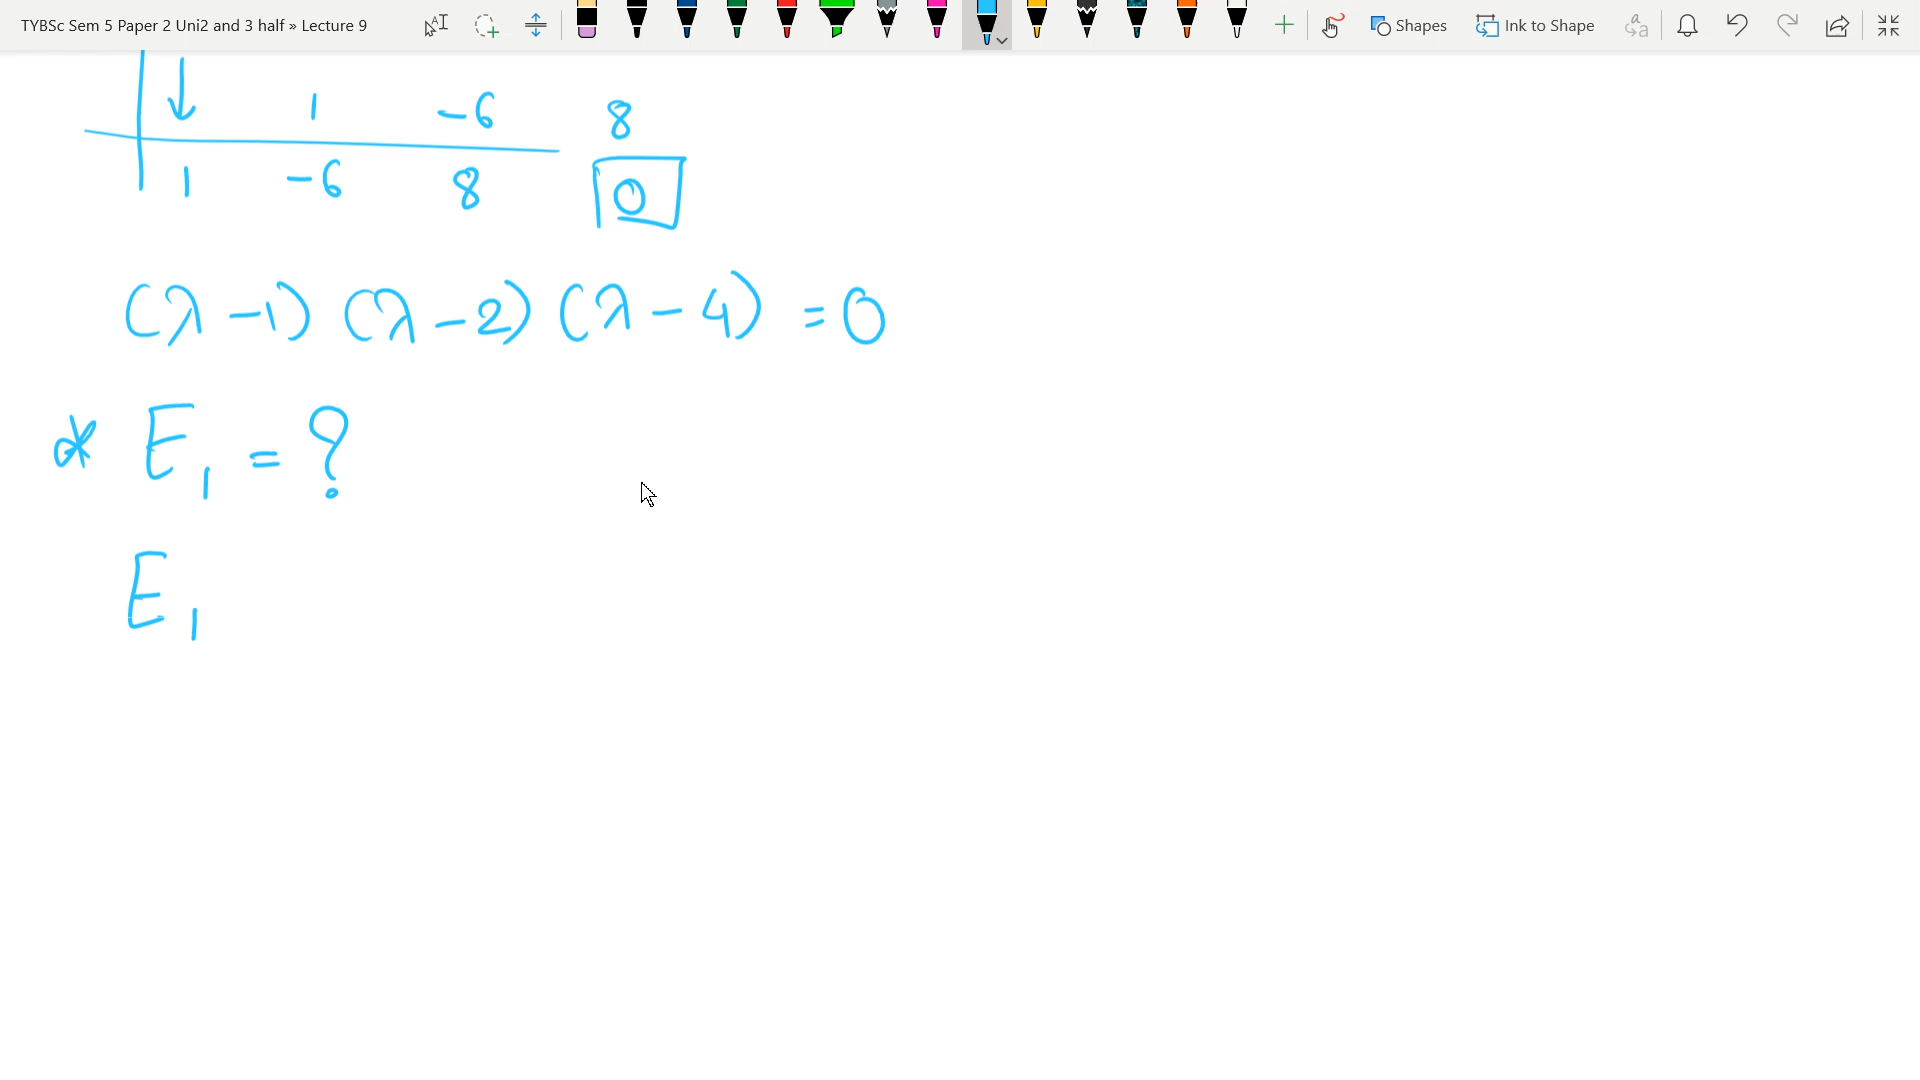 TYBSc Sem 5 Paper 2 Uni2 and 3 half » Lecture 9
Shapes
Ink to Shape
1 -6 8
1 -6 8 0
(λ-1) (λ-2) (λ-4) = 0
* E₁ = ?
E₁